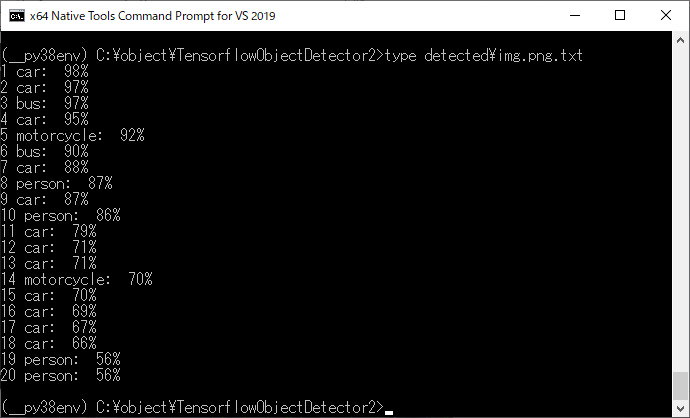 x64 Native Tools Command Prompt for VS 2019
(__py38env) C:¥object¥TensorflowObjectDetector2>type detected¥img.png.txt
1 car:  98%
2 car:  97%
3 bus:  97%
4 car:  95%
5 motorcycle:  92%
6 bus:  90%
7 car:  88%
8 person:  87%
9 car:  87%
10 person:  86%
11 car:  79%
12 car:  71%
13 car:  71%
14 motorcycle:  70%
15 car:  70%
16 car:  69%
17 car:  67%
18 car:  66%
19 person:  56%
20 person:  56%
(__py38env) C:¥object¥TensorflowObjectDetector2>